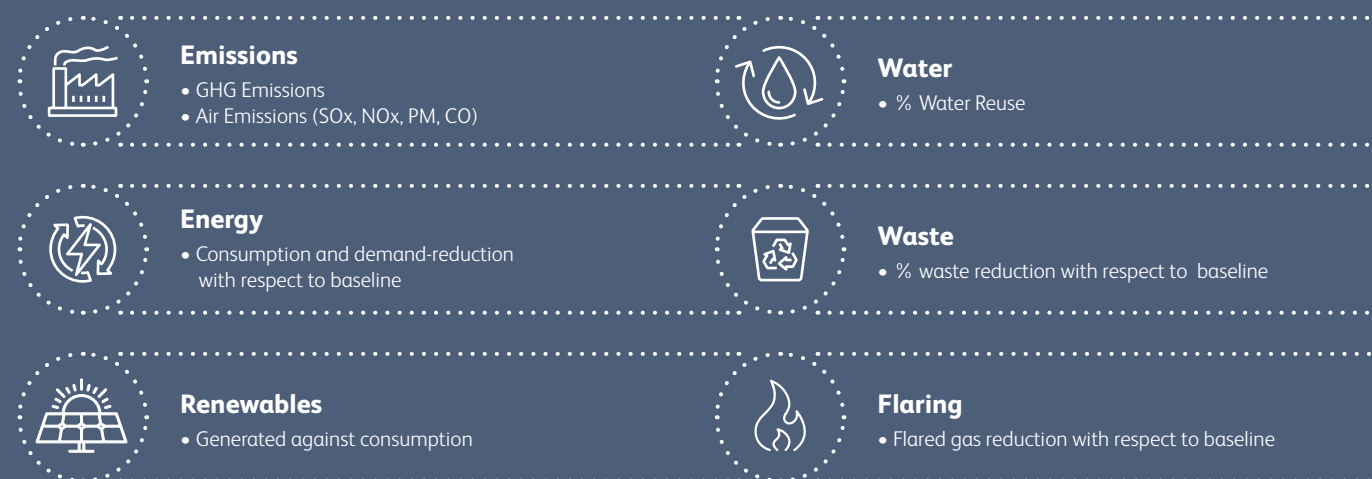 Emissions
• GHG Emissions
• Air Emissions (SOx, NOx, PM, CO)
Water
• % Water Reuse
Energy
• Consumption and demand-reduction
with respect to baseline
Waste
• % waste reduction with respect to baseline
Renewables
• Generated against consumption
Flaring
• Flared gas reduction with respect to baseline